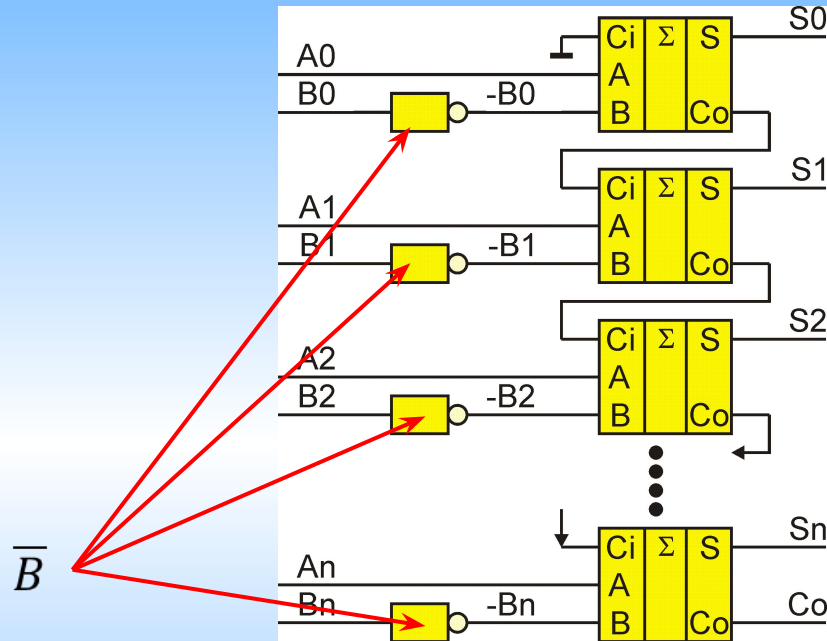 S0
Ci Σ S
A0
A
B0 -B0
B Co
S1
Ci Σ S
A1
A
B1 -B1
B Co
S2
Ci Σ S
A2
A
B2 -B2
B Co
Sn
Ci Σ S
An
A
B̅
Bn -Bn
B Co
Co